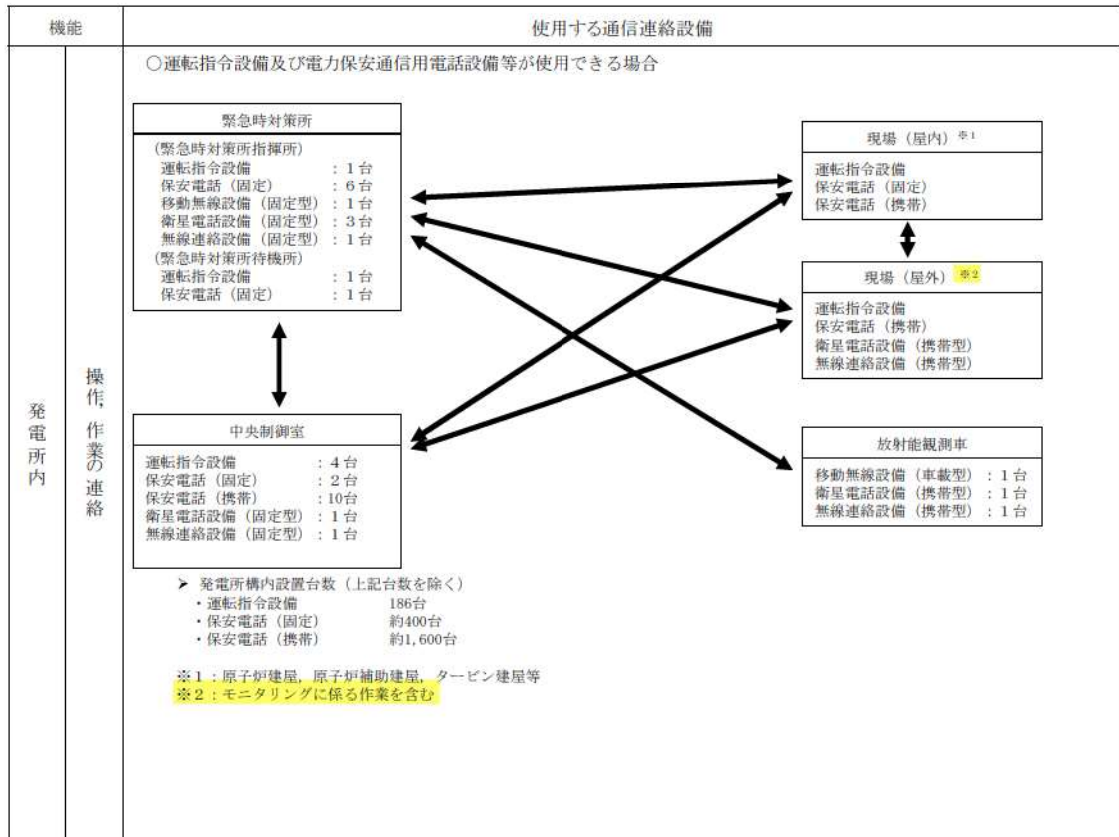 機能
使用する通信連絡設備
発電所内
操作，作業の連絡
○運転指令設備及び電力保安通信用電話設備等が使用できる場合
緊急時対策所
(緊急時対策所指揮所)
運転指令設備 ：1台
保安電話（固定） ：6台
移動無線設備（固定型）：1台
衛星電話設備（固定型）：3台
無線連絡設備（固定型）：1台
(緊急時対策所待機所)
運転指令設備 ：1台
保安電話（固定） ：1台
現場（屋内）※1
運転指令設備
保安電話（固定）
保安電話（携帯）
現場（屋外）※2
運転指令設備
保安電話（携帯）
衛星電話設備（携帯型）
無線連絡設備（携帯型）
中央制御室
運転指令設備 ：4台
保安電話（固定） ：2台
保安電話（携帯） ：10台
衛星電話設備（固定型）：1台
無線連絡設備（固定型）：1台
放射能観測車
移動無線設備（車載型）：1台
衛星電話設備（携帯型）：1台
無線連絡設備（携帯型）：1台
➤ 発電所構内設置台数（上記台数を除く）
・運転指令設備 186台
・保安電話（固定） 約400台
・保安電話（携帯） 約1,600台
※1：原子炉建屋，原子炉補助建屋，タービン建屋等
※2：モニタリングに係る作業を含む